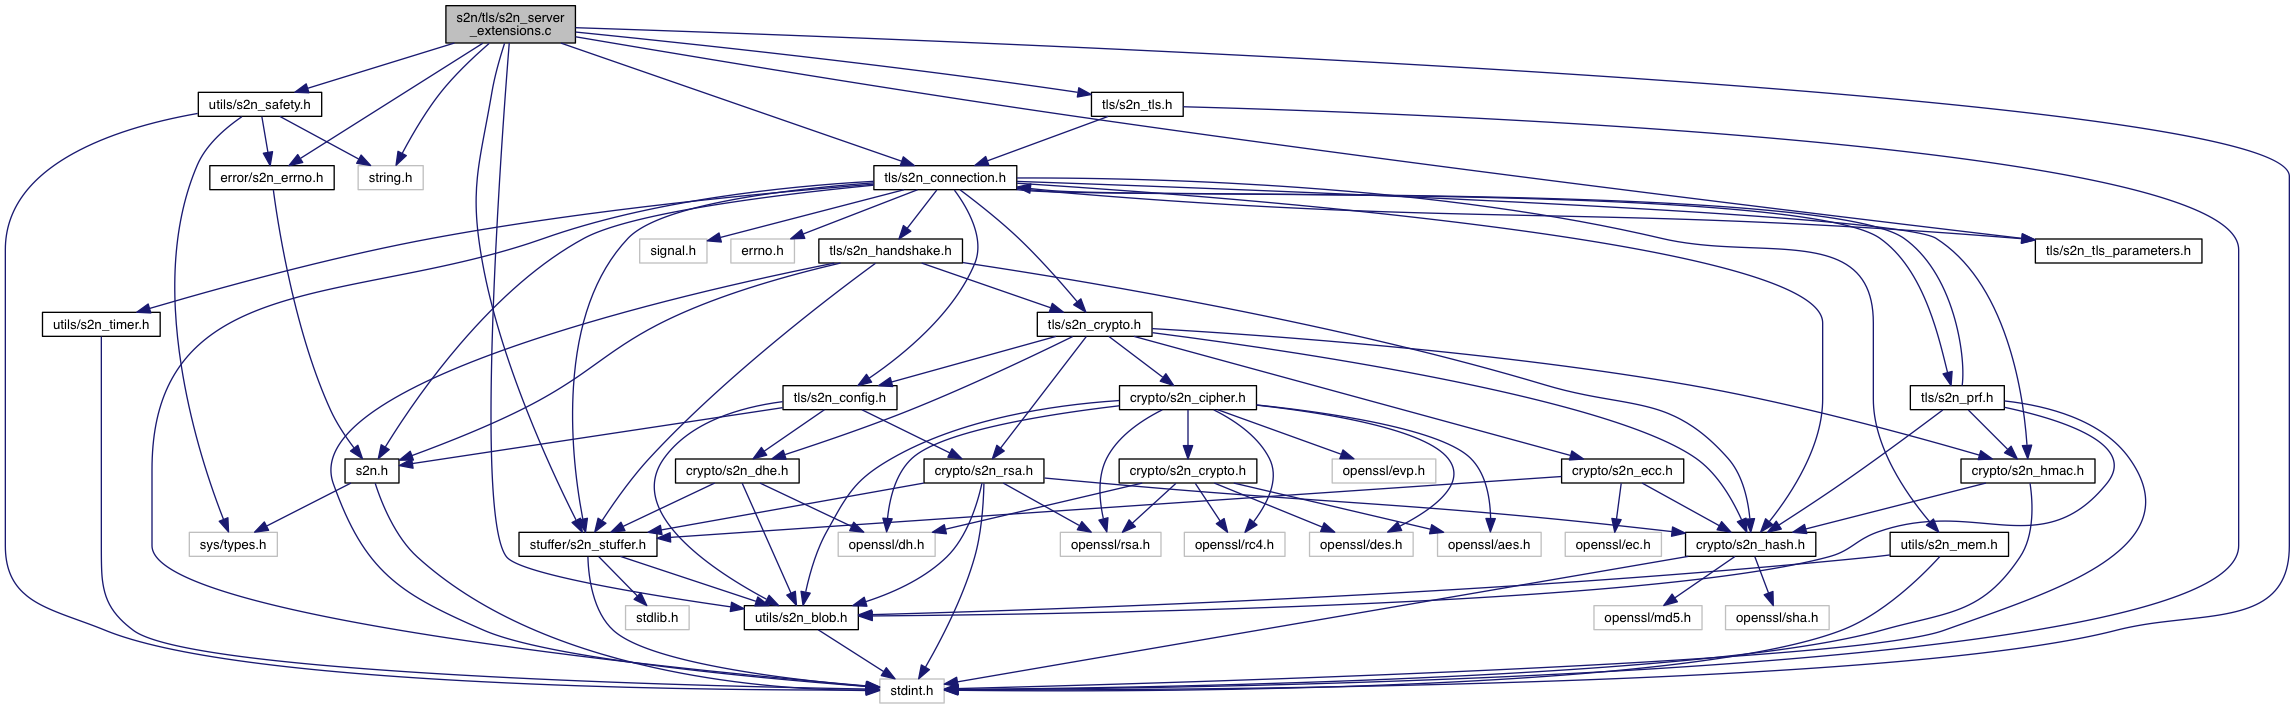 s2n/tls/s2n_server
_extensions.c
utils/s2n_safety.h
tls/s2n_tls.h
error/s2n_errno.h
string.h
tls/s2n_connection.h
signal.h
errno.h
tls/s2n_handshake.h
tls/s2n_tls_parameters.h
utils/s2n_timer.h
tls/s2n_crypto.h
tls/s2n_config.h
crypto/s2n_cipher.h
tls/s2n_prf.h
s2n.h
crypto/s2n_dhe.h
crypto/s2n_rsa.h
crypto/s2n_crypto.h
openssl/evp.h
crypto/s2n_ecc.h
crypto/s2n_hmac.h
sys/types.h
stuffer/s2n_stuffer.h
openssl/dh.h
openssl/rsa.h
openssl/rc4.h
openssl/des.h
openssl/aes.h
openssl/ec.h
crypto/s2n_hash.h
utils/s2n_mem.h
stdlib.h
utils/s2n_blob.h
openssl/md5.h
openssl/sha.h
stdint.h